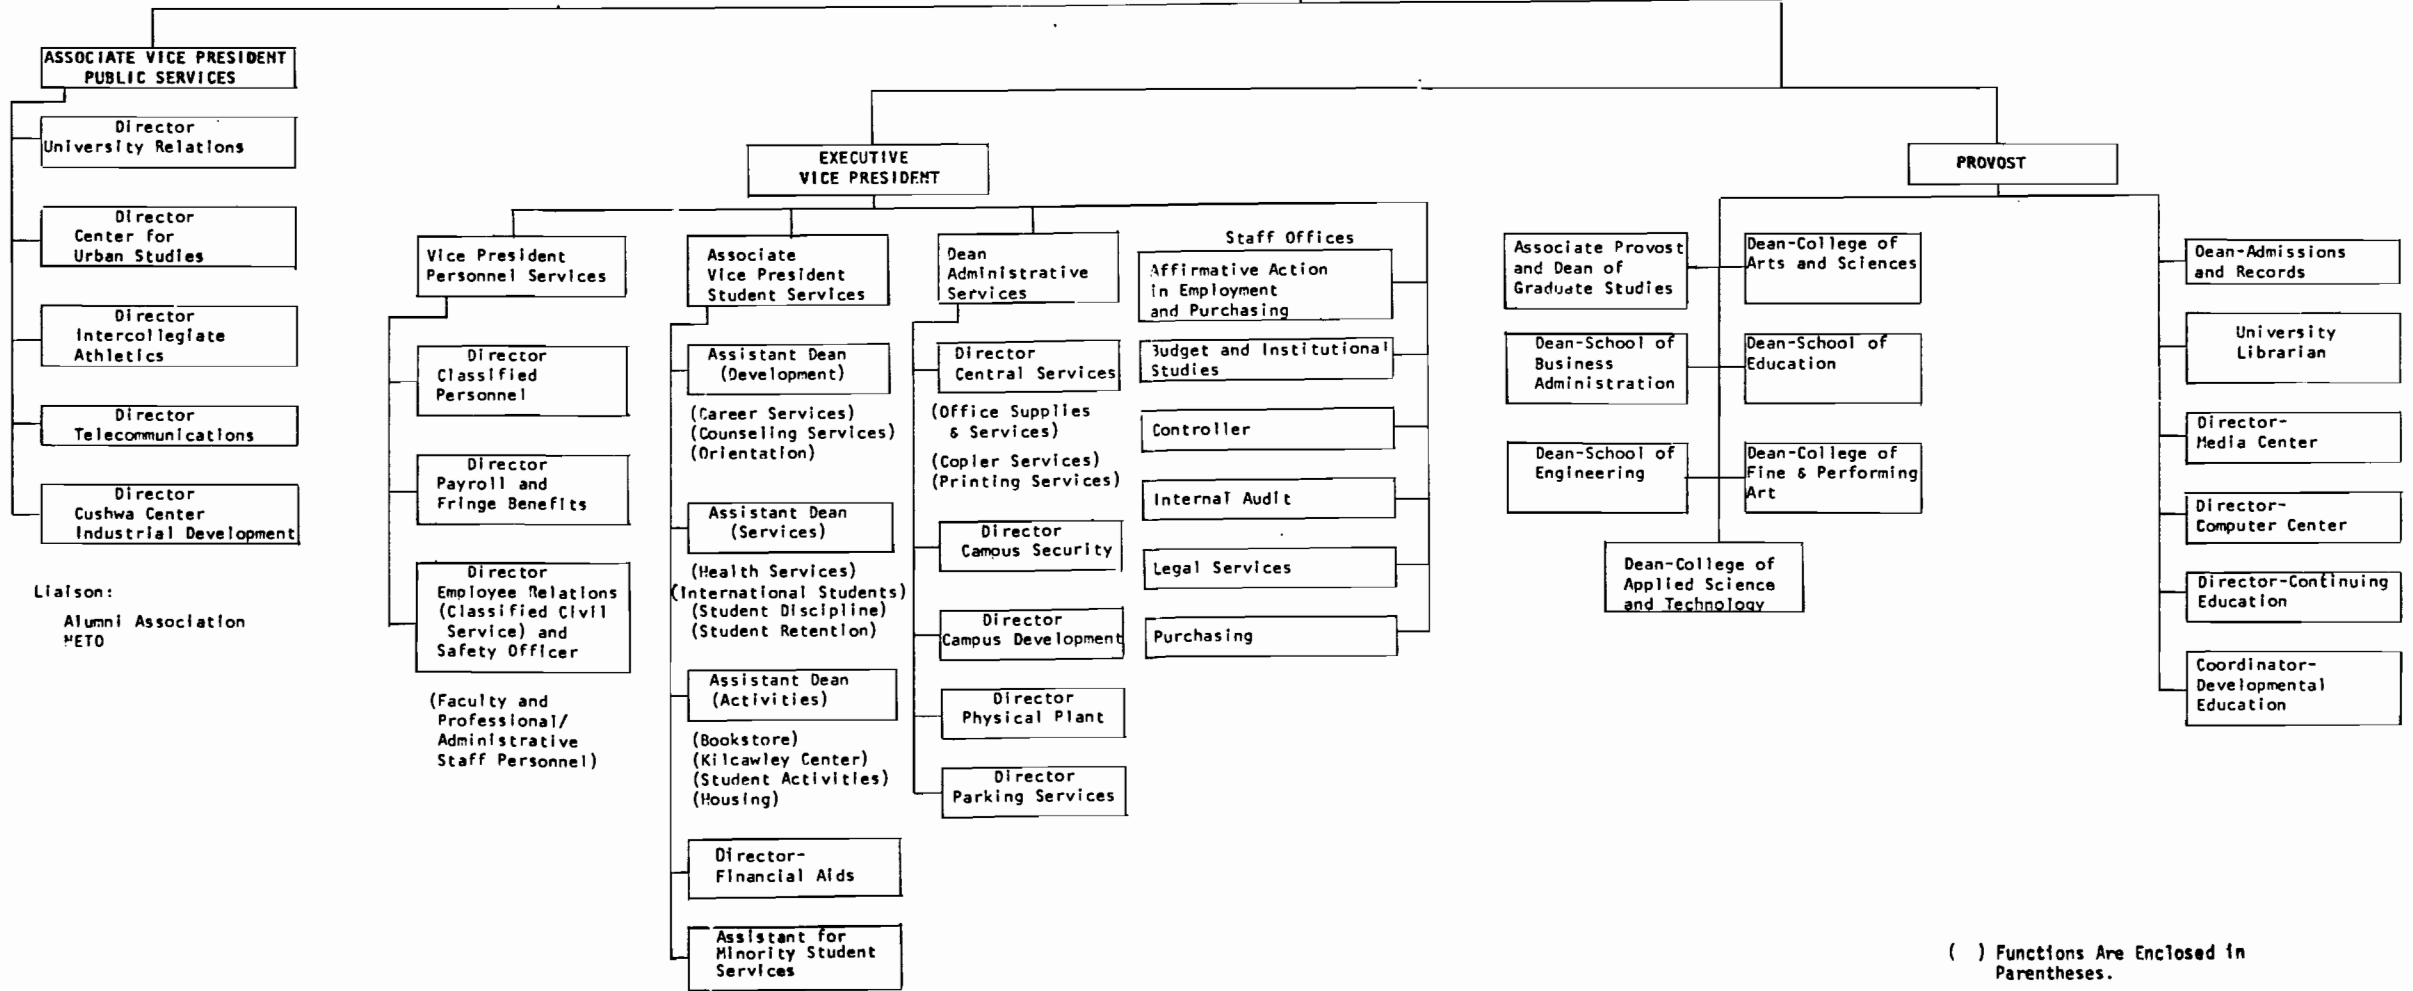 ASSOCIATE VICE PRESIDENT
PUBLIC SERVICES
Director
University Relations
Director
Center for
Urban Studies
Director
Intercollegiate
Athletics
Director
Telecommunications
Director
Cushwa Center
Industrial Development
Liaison:
Alumni Association
METO
EXECUTIVE
VICE PRESIDENT
Vice President
Personnel Services
Director
Classified
Personnel
Director
Payroll and
Fringe Benefits
Director
Employee Relations
(Classified Civil
Service) and
Safety Officer
(Faculty and
Professional/
Administrative
Staff Personnel)
Associate
Vice President
Student Services
Assistant Dean
(Development)
(Career Services)
(Counseling Services)
(Orientation)
Assistant Dean
(Services)
(Health Services)
(International Students)
(Student Discipline)
(Student Retention)
Assistant Dean
(Activities)
(Bookstore)
(Kilcawley Center)
(Student Activities)
(Housing)
Director-
Financial Aids
Assistant for
Minority Student
Services
Dean
Administrative
Services
Director
Central Services
(Office Supplies
& Services)
(Copier Services)
(Printing Services)
Director
Campus Security
Director
Campus Development
Director
Physical Plant
Director
Parking Services
Staff Offices
Affirmative Action
in Employment
and Purchasing
Budget and Institutional
Studies
Controller
Internal Audit
Legal Services
Purchasing
PROVOST
Associate Provost
and Dean of
Graduate Studies
Dean-College of
Arts and Sciences
Dean-School of
Business
Administration
Dean-School of
Education
Dean-School of
Engineering
Dean-College of
Fine & Performing
Art
Dean-College of
Applied Science
and Technology
Dean-Admissions
and Records
University
Librarian
Director-
Media Center
Director-
Computer Center
Director-Continuing
Education
Coordinator-
Developmental
Education
( ) Functions Are Enclosed in
Parentheses.